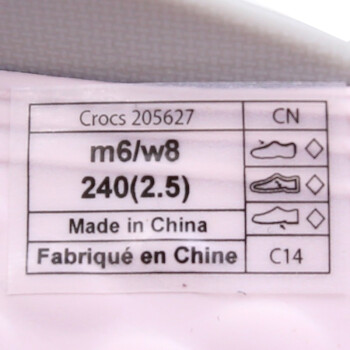 Crocs 205627 CN
m6/w8
240(2.5)
Made in China
Fabriqué en Chine C14